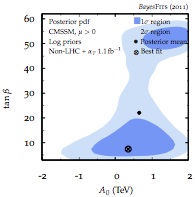 BayesFITS (2011)
Posterior pdf
CMSSM, μ > 0
Log priors
Non-LHC + α_T 1.1 fb⁻¹
1σ region
2σ region
Posterior mean
Best fit
60
50
40
30
20
10
tan β
-2
-1
0
1
2
A₀ (TeV)